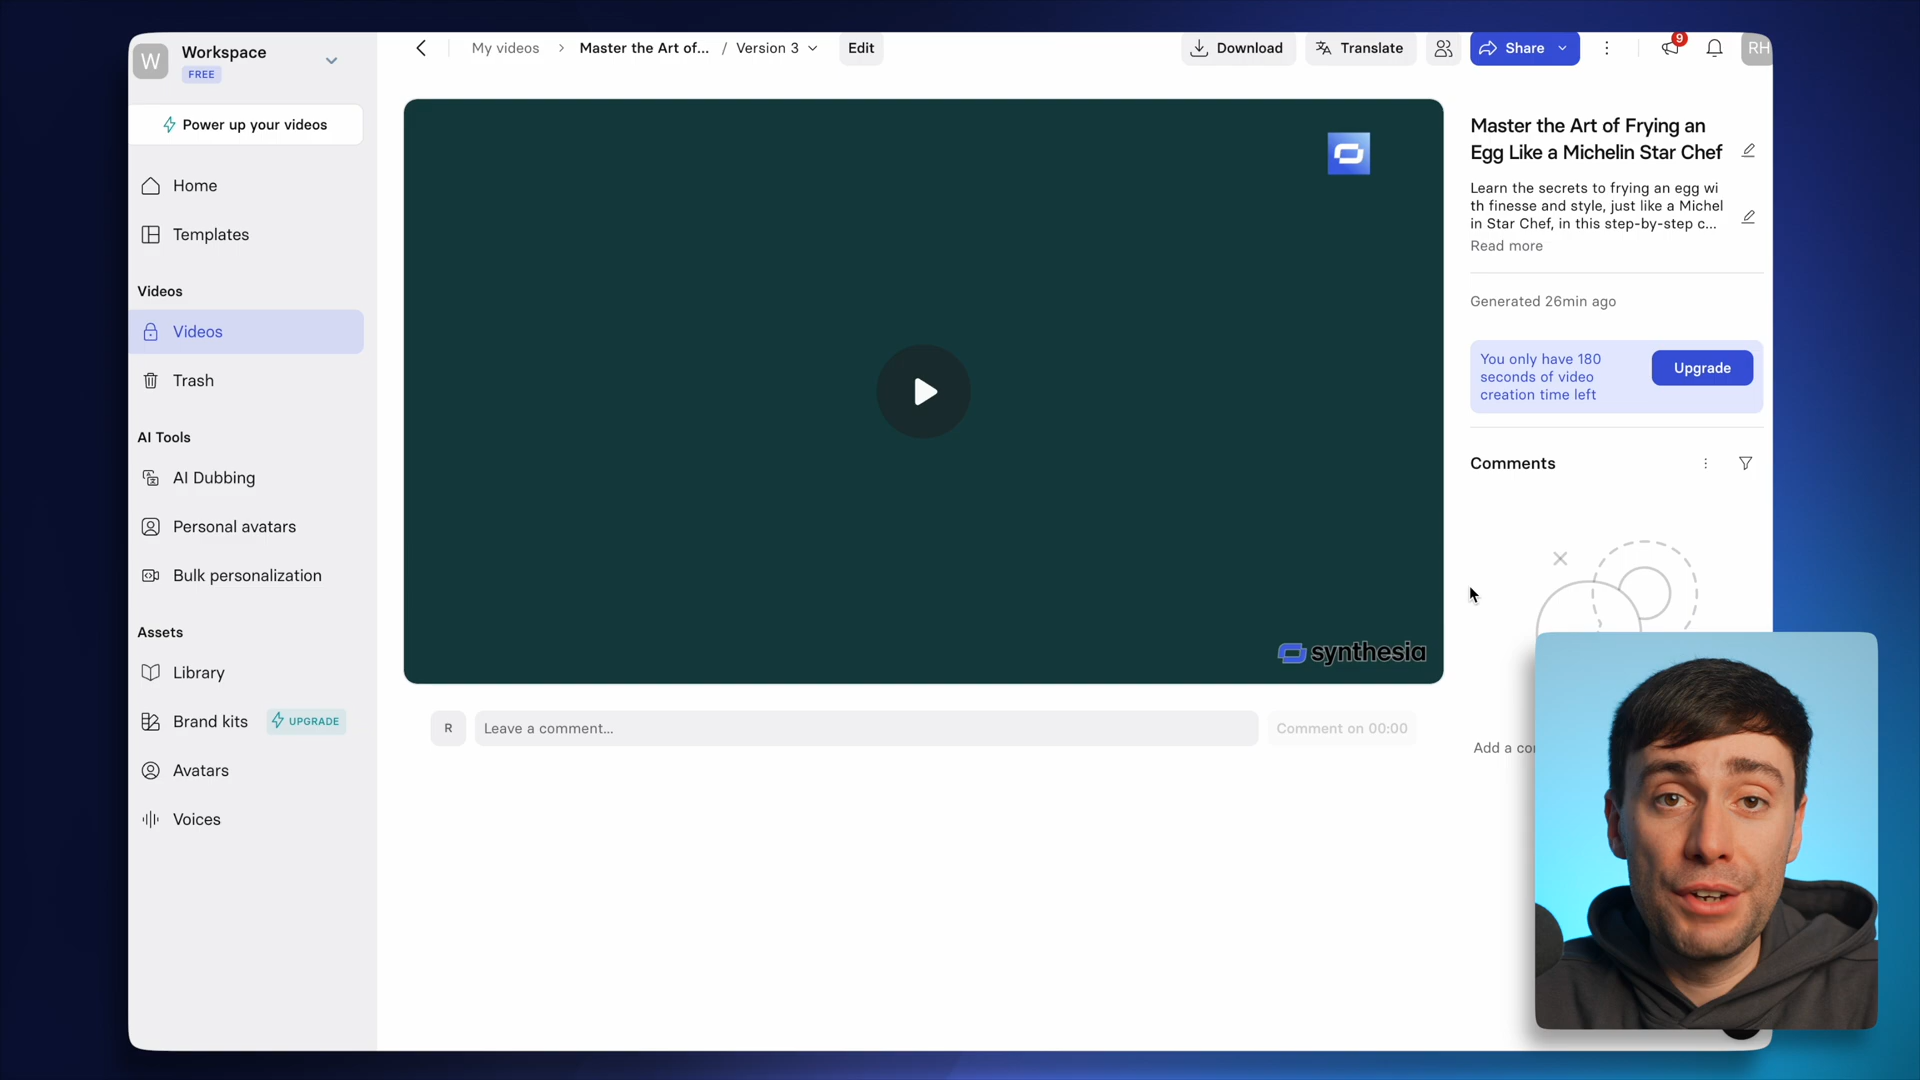 W
Workspace
FREE
Power up your videos
Home
Templates
Videos
Videos
Trash
AI Tools
AI Dubbing
Personal avatars
Bulk personalization
Assets
Library
Brand kits
UPGRADE
Avatars
Voices
My videos > Master the Art of... / Version 3
Edit
Download
Translate
Share
9
RH
synthesia
R
Leave a comment...
Comment on 00:00
Master the Art of Frying an
Egg Like a Michelin Star Chef
Learn the secrets to frying an egg wi
th finesse and style, just like a Michel
in Star Chef, in this step-by-step c...
Read more
Generated 26min ago
You only have 180
seconds of video
creation time left
Upgrade
Comments
Add a